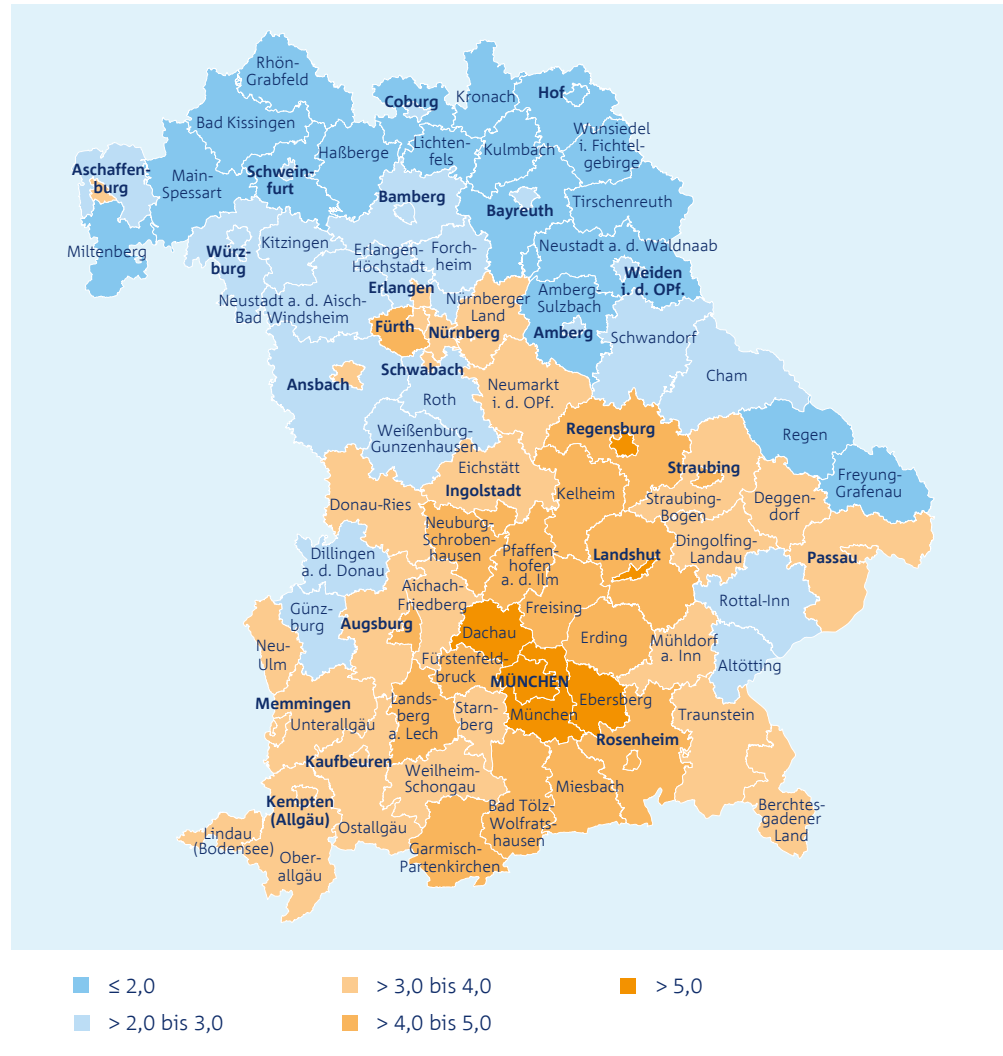 Rhön-
Grabfeld
Coburg
Kronach
Hof
Bad Kissingen
Wunsiedel
i. Fichtel-
gebirge
Lichten-
fels
Kulmbach
Haßberge
Aschaffen-
burg
Main-
Spessart
Schwein-
furt
Bamberg
Bayreuth
Tirschenreuth
Miltenberg
Würz-
burg
Kitzingen
Erlangen-
Höchstadt
Forch-
heim
Neustadt a. d. Waldnaab
Weiden
i. d. OPf.
Erlangen
Neustadt a. d. Aisch-
Bad Windsheim
Nürnberger
Land
Amberg-
Sulzbach
Fürth
Nürnberg
Amberg
Schwandorf
Ansbach
Schwabach
Roth
Neumarkt
i. d. OPf.
Cham
Weißenburg-
Gunzenhausen
Regensburg
Regen
Eichstätt
Ingolstadt
Straubing
Freyung-
Grafenau
Donau-Ries
Kelheim
Straubing-
Bogen
Deggen-
dorf
Neuburg-
Schroben-
hausen
Pfaffen-
hofen
a. d. Ilm
Landshut
Dingolfing-
Landau
Passau
Dillingen
a. d. Donau
Aichach-
Friedberg
Freising
Rottal-Inn
Günz-
burg
Augsburg
Dachau
Erding
Mühldorf
a. Inn
Altötting
Neu-
Ulm
Fürstenfeld-
bruck
MÜNCHEN
Ebersberg
Memmingen
Unterallgäu
Lands-
berg
a. Lech
Starn-
berg
München
Traunstein
Rosenheim
Kaufbeuren
Weilheim-
Schongau
Miesbach
Kempten
(Allgäu)
Ostallgäu
Bad Tölz-
Wolfrats-
hausen
Berchtes-
gadener
Land
Lindau
(Bodensee)
Ober-
allgäu
Garmisch-
Partenkirchen
≤ 2,0
> 2,0 bis 3,0
> 3,0 bis 4,0
> 4,0 bis 5,0
> 5,0